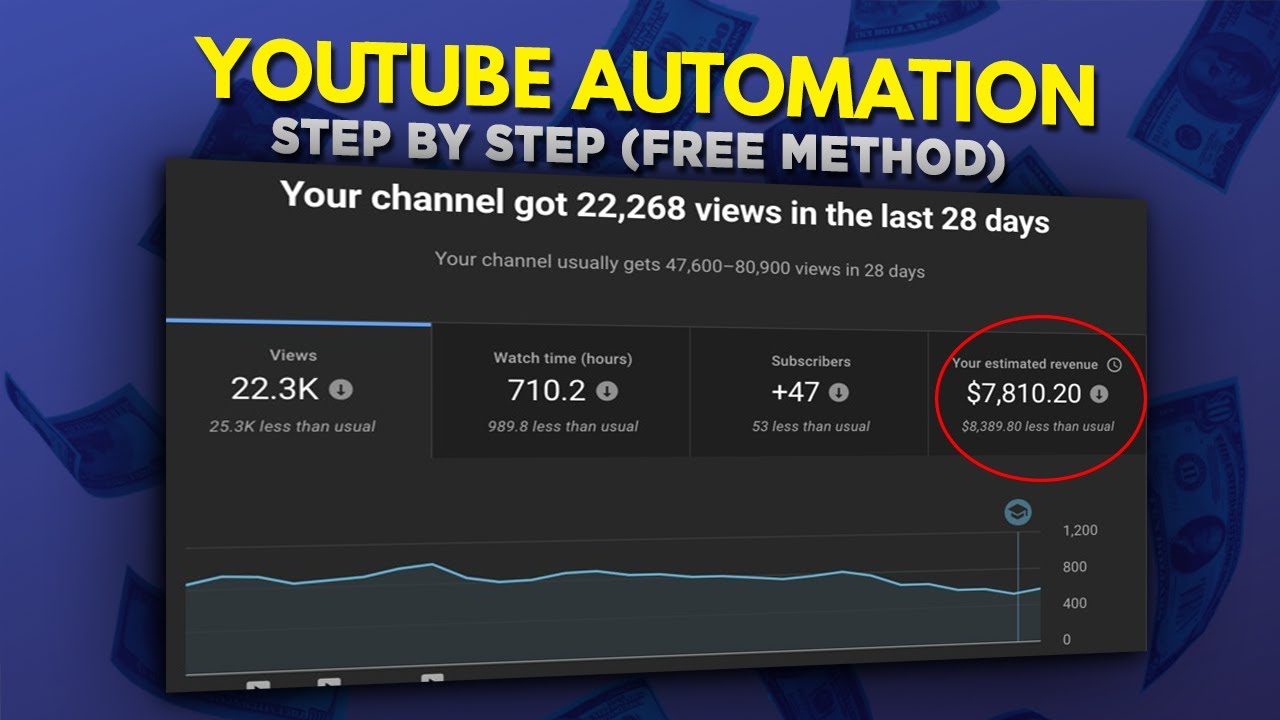 YOUTUBE AUTOMATION
STEP BY STEP (FREE METHOD)
Your channel got 22,268 views in the last 28 days
Your channel usually gets 47,600–80,900 views in 28 days
Views
22.3K
25.3K less than usual
Watch time (hours)
710.2
989.8 less than usual
Subscribers
+47
53 less than usual
Your estimated revenue
$7,810.20
$8,389.80 less than usual
1,200
800
400
0